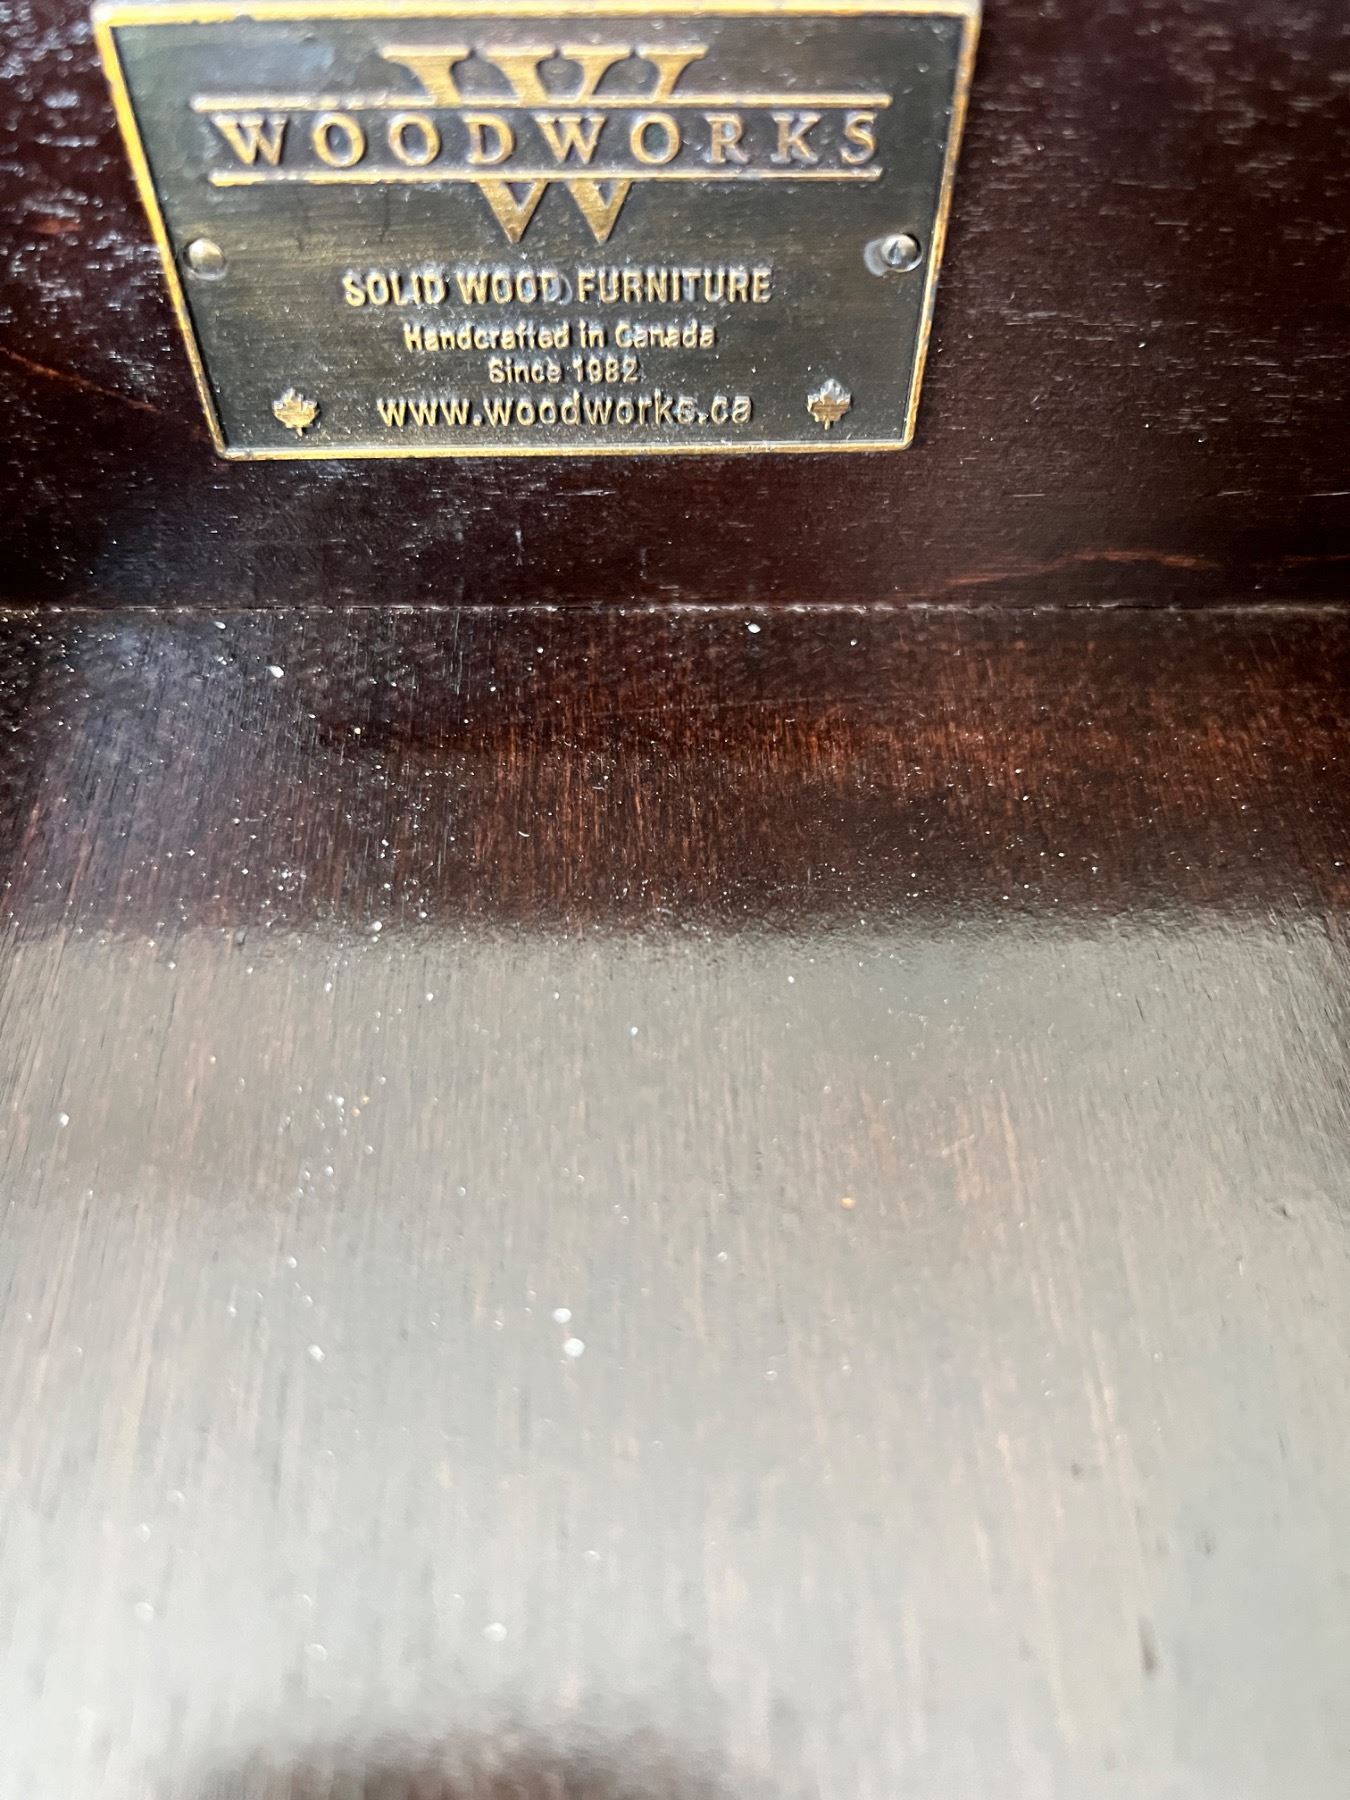 W
WOODWORKS
SOLID WOOD FURNITURE
Handcrafted in Canada
Since 1982
www.woodworks.ca